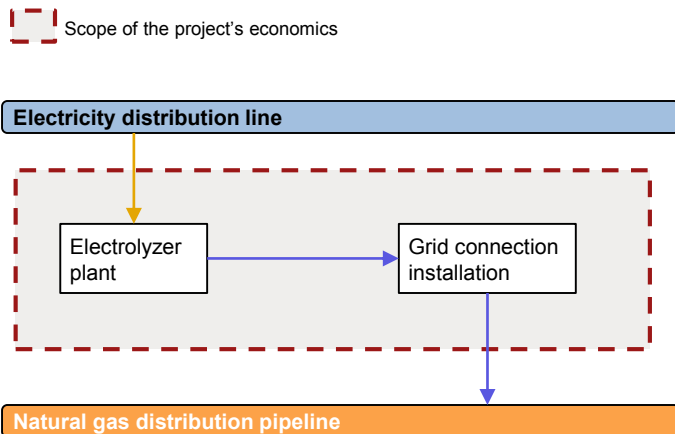 Scope of the project’s economics
Electricity distribution line
Electrolyzer
plant
Grid connection
installation
Natural gas distribution pipeline